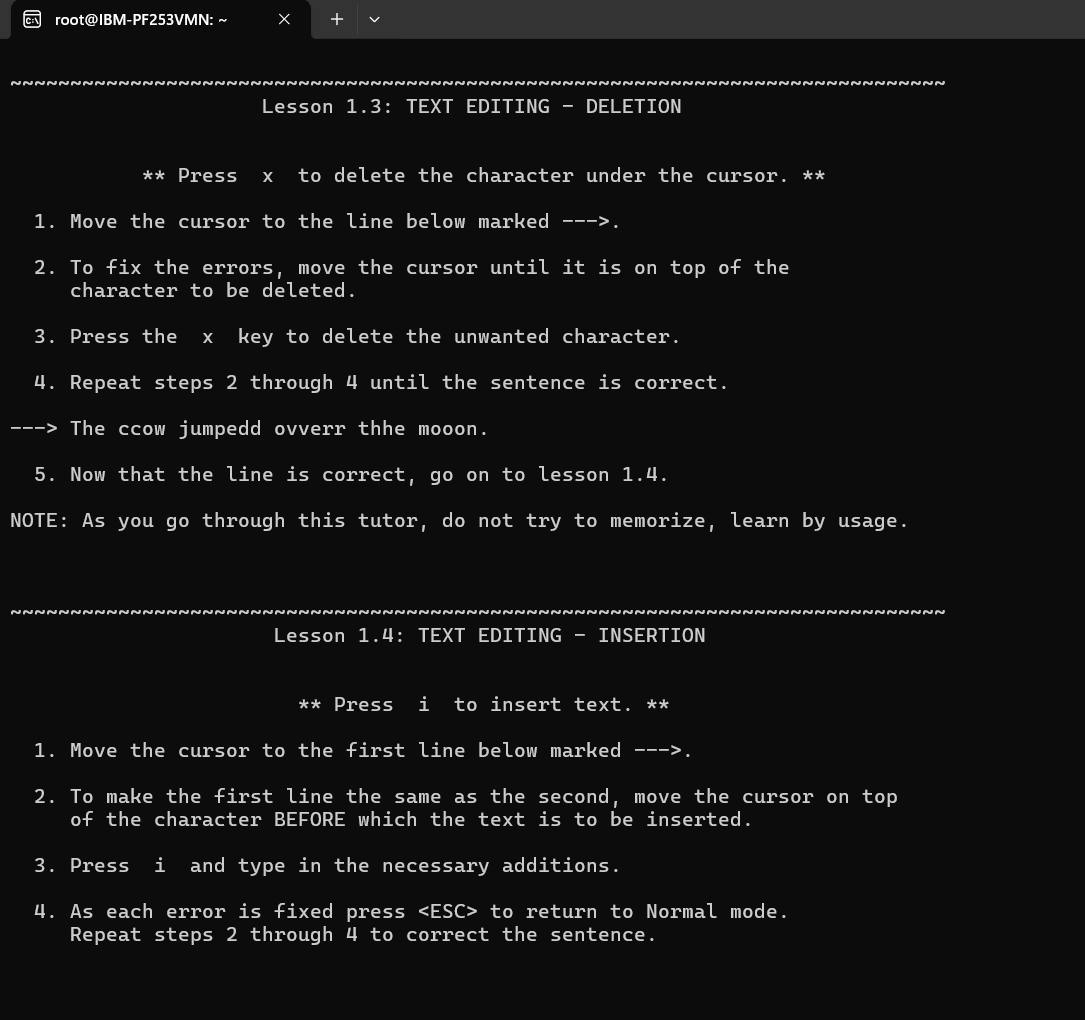 root@IBM-PF253VMN: ~
~~~~~~~~~~~~~~~~~~~~~~~~~~~~~~~~~~~~~~~~~~~~~~~~~~~~~~~~~~~~~~~~~~~~~~~~~~~~~~
Lesson 1.3: TEXT EDITING - DELETION
** Press  x  to delete the character under the cursor. **
1. Move the cursor to the line below marked --->.
2. To fix the errors, move the cursor until it is on top of the
character to be deleted.
3. Press the  x  key to delete the unwanted character.
4. Repeat steps 2 through 4 until the sentence is correct.
---> The ccow jumpedd ovverr thhe mooon.
5. Now that the line is correct, go on to lesson 1.4.
NOTE: As you go through this tutor, do not try to memorize, learn by usage.
~~~~~~~~~~~~~~~~~~~~~~~~~~~~~~~~~~~~~~~~~~~~~~~~~~~~~~~~~~~~~~~~~~~~~~~~~~~~~~
Lesson 1.4: TEXT EDITING - INSERTION
** Press  i  to insert text. **
1. Move the cursor to the first line below marked --->.
2. To make the first line the same as the second, move the cursor on top
of the character BEFORE which the text is to be inserted.
3. Press  i  and type in the necessary additions.
4. As each error is fixed press <ESC> to return to Normal mode.
Repeat steps 2 through 4 to correct the sentence.